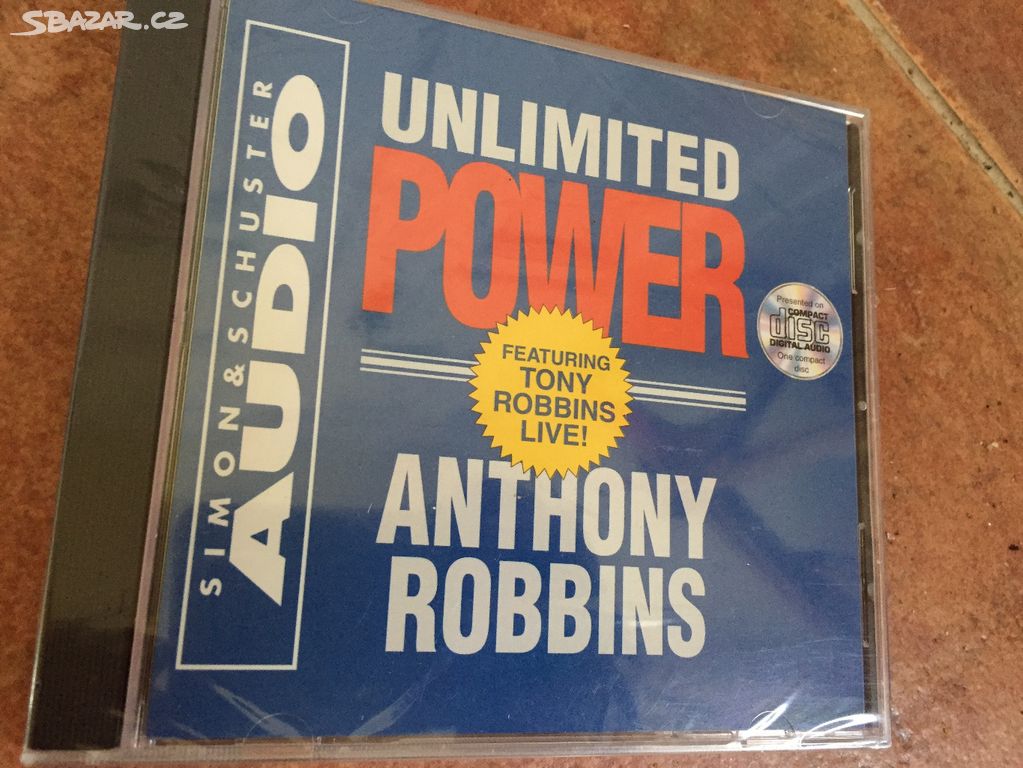 SBAZAR.CZ
SIMON & SCHUSTER
AUDIO
UNLIMITED
POWER
FEATURING
TONY
ROBBINS
LIVE!
Presented on
COMPACT
disc
DIGITAL AUDIO
One compact
disc
ANTHONY
ROBBINS